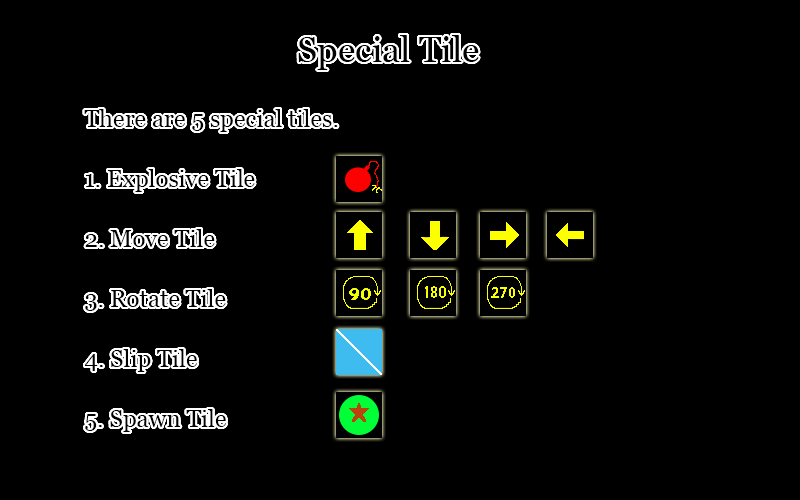 Special Tile
There are 5 special tiles.
1. Explosive Tile
2. Move Tile
3. Rotate Tile 90 180 270
4. Slip Tile
5. Spawn Tile